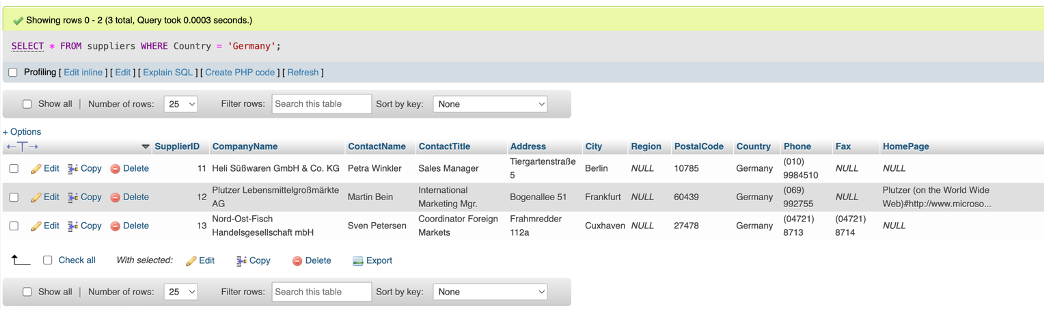 Showing rows 0 - 2 (3 total, Query took 0.0003 seconds.)
SELECT * FROM suppliers WHERE Country = 'Germany';
Profiling [ Edit inline ] [ Edit ] [ Explain SQL ] [ Create PHP code ] [ Refresh ]
Show all | Number of rows: 25 Filter rows: Search this table Sort by key: None
+ Options
←T→ SupplierID CompanyName ContactName ContactTitle Address City Region PostalCode Country Phone Fax HomePage
Edit Copy Delete 11 Heli Süßwaren GmbH & Co. KG Petra Winkler Sales Manager Tiergartenstraße 5 Berlin NULL 10785 Germany (010) 9984510 NULL NULL
Edit Copy Delete 12 Plutzer Lebensmittelgroßmärkte AG Martin Bein International Marketing Mgr. Bogenallee 51 Frankfurt NULL 60439 Germany (069) 992755 NULL Plutzer (on the World Wide Web)#http://www.microso...
Edit Copy Delete 13 Nord-Ost-Fisch Handelsgesellschaft mbH Sven Petersen Coordinator Foreign Markets Frahmredder 112a Cuxhaven NULL 27478 Germany (04721) 8713 (04721) 8714 NULL
Check all With selected: Edit Copy Delete Export
Show all | Number of rows: 25 Filter rows: Search this table Sort by key: None